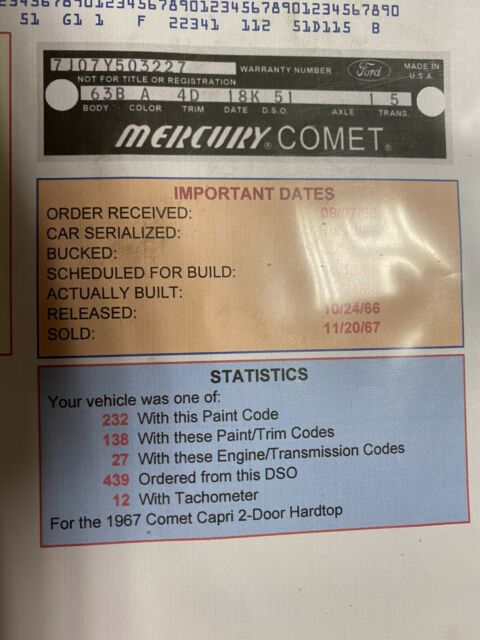 234567890123456789012345678901234567890
51 G1 1 F 22341 112 51D115 B
7J07Y503227 WARRANTY NUMBER Ford MADE IN U.S.A.
NOT FOR TITLE OR REGISTRATION
63B A 4D 18K 51 1 5
BODY COLOR TRIM DATE D.S.O. AXLE TRANS.
MERCURY® COMET®
IMPORTANT DATES
ORDER RECEIVED:
CAR SERIALIZED:
BUCKED:
SCHEDULED FOR BUILD:
ACTUALLY BUILT:
RELEASED: 10/24/66
SOLD: 11/20/67
STATISTICS
Your vehicle was one of:
232 With this Paint Code
138 With these Paint/Trim Codes
27 With these Engine/Transmission Codes
439 Ordered from this DSO
12 With Tachometer
For the 1967 Comet Capri 2-Door Hardtop